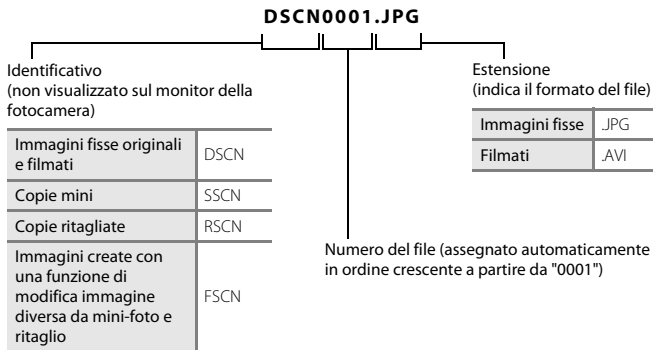 DSCN0001.JPG
Identificativo
(non visualizzato sul monitor della
fotocamera)
Immagini fisse originali
e filmati
DSCN
Copie mini
SSCN
Copie ritagliate
RSCN
Immagini create con
una funzione di
modifica immagine
diversa da mini-foto e
ritaglio
FSCN
Estensione
(indica il formato del file)
Immagini fisse
.JPG
Filmati
.AVI
Numero del file (assegnato automaticamente
in ordine crescente a partire da "0001")